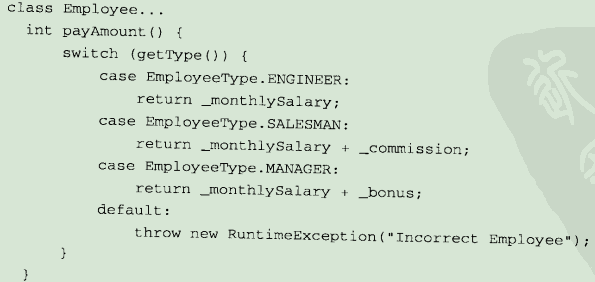 class Employee...
  int payAmount() {
      switch (getType()) {
          case EmployeeType.ENGINEER:
              return _monthlySalary;
          case EmployeeType.SALESMAN:
              return _monthlySalary + _commission;
          case EmployeeType.MANAGER:
              return _monthlySalary + _bonus;
          default:
              throw new RuntimeException("Incorrect Employee");
      }
  }